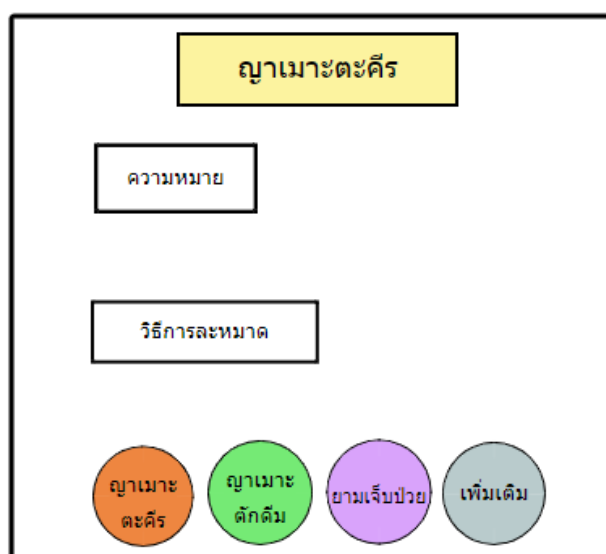 ญาเมาะตะคีร
ความหมาย
วิธีการละหมาด
ญาเมาะ
ตะคีร
ญาเมาะ
ตักดีม
ยามเจ็บป่วย
เพิ่มเติม